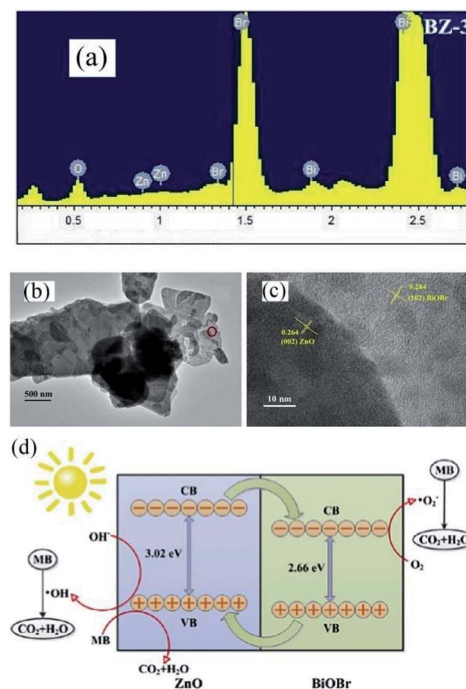 (a)
Br
Bi
BZ-3
O
Zn
Zn
Br
Bi
Bi
0.5
1
1.5
2
2.5
(b)
500 nm
(c)
0.284
(102) BiOBr
0.264
(002) ZnO
10 nm
(d)
CB
CB
MB
•O₂⁻
OH⁻
3.02 eV
2.66 eV
CO₂+H₂O
MB
•OH
O₂
CO₂+H₂O
VB
VB
MB
CO₂+H₂O
ZnO
BiOBr